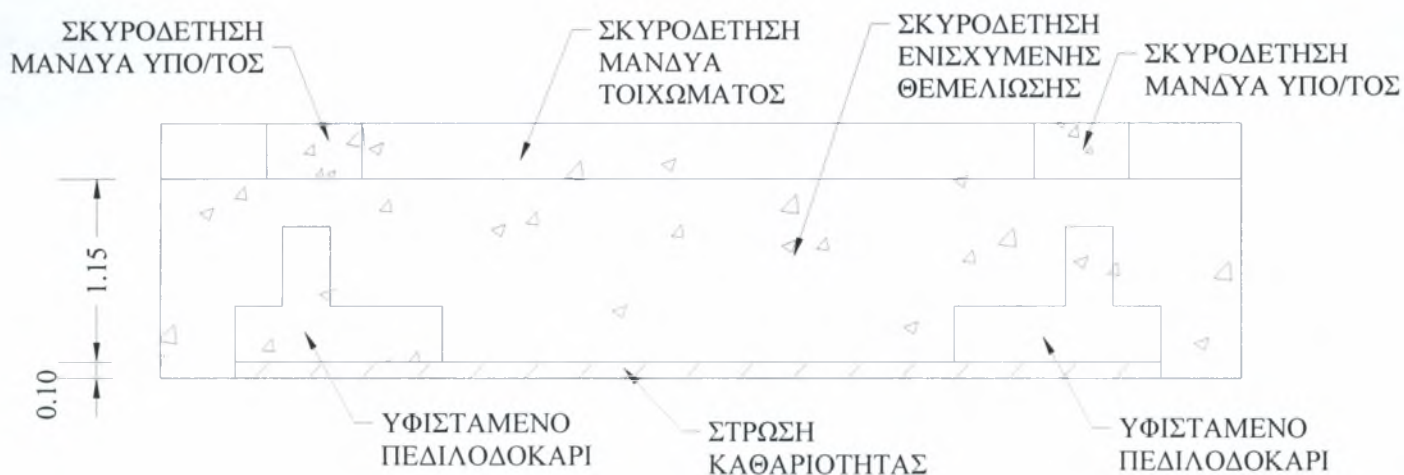 ΣΚΥΡΟΔΕΤΗΣΗ
ΜΑΝΔΥΑ ΥΠΟ/ΤΟΣ
ΣΚΥΡΟΔΕΤΗΣΗ
ΜΑΝΔΥΑ
ΤΟΙΧΩΜΑΤΟΣ
ΣΚΥΡΟΔΕΤΗΣΗ
ΕΝΙΣΧΥΜΕΝΗΣ
ΘΕΜΕΛΙΩΣΗΣ
ΣΚΥΡΟΔΕΤΗΣΗ
ΜΑΝΔΥΑ ΥΠΟ/ΤΟΣ
1.15
0.10
ΥΦΙΣΤΑΜΕΝΟ
ΠΕΔΙΛΟΔΟΚΑΡΙ
ΣΤΡΩΣΗ
ΚΑΘΑΡΙΟΤΗΤΑΣ
ΥΦΙΣΤΑΜΕΝΟ
ΠΕΔΙΛΟΔΟΚΑΡΙ